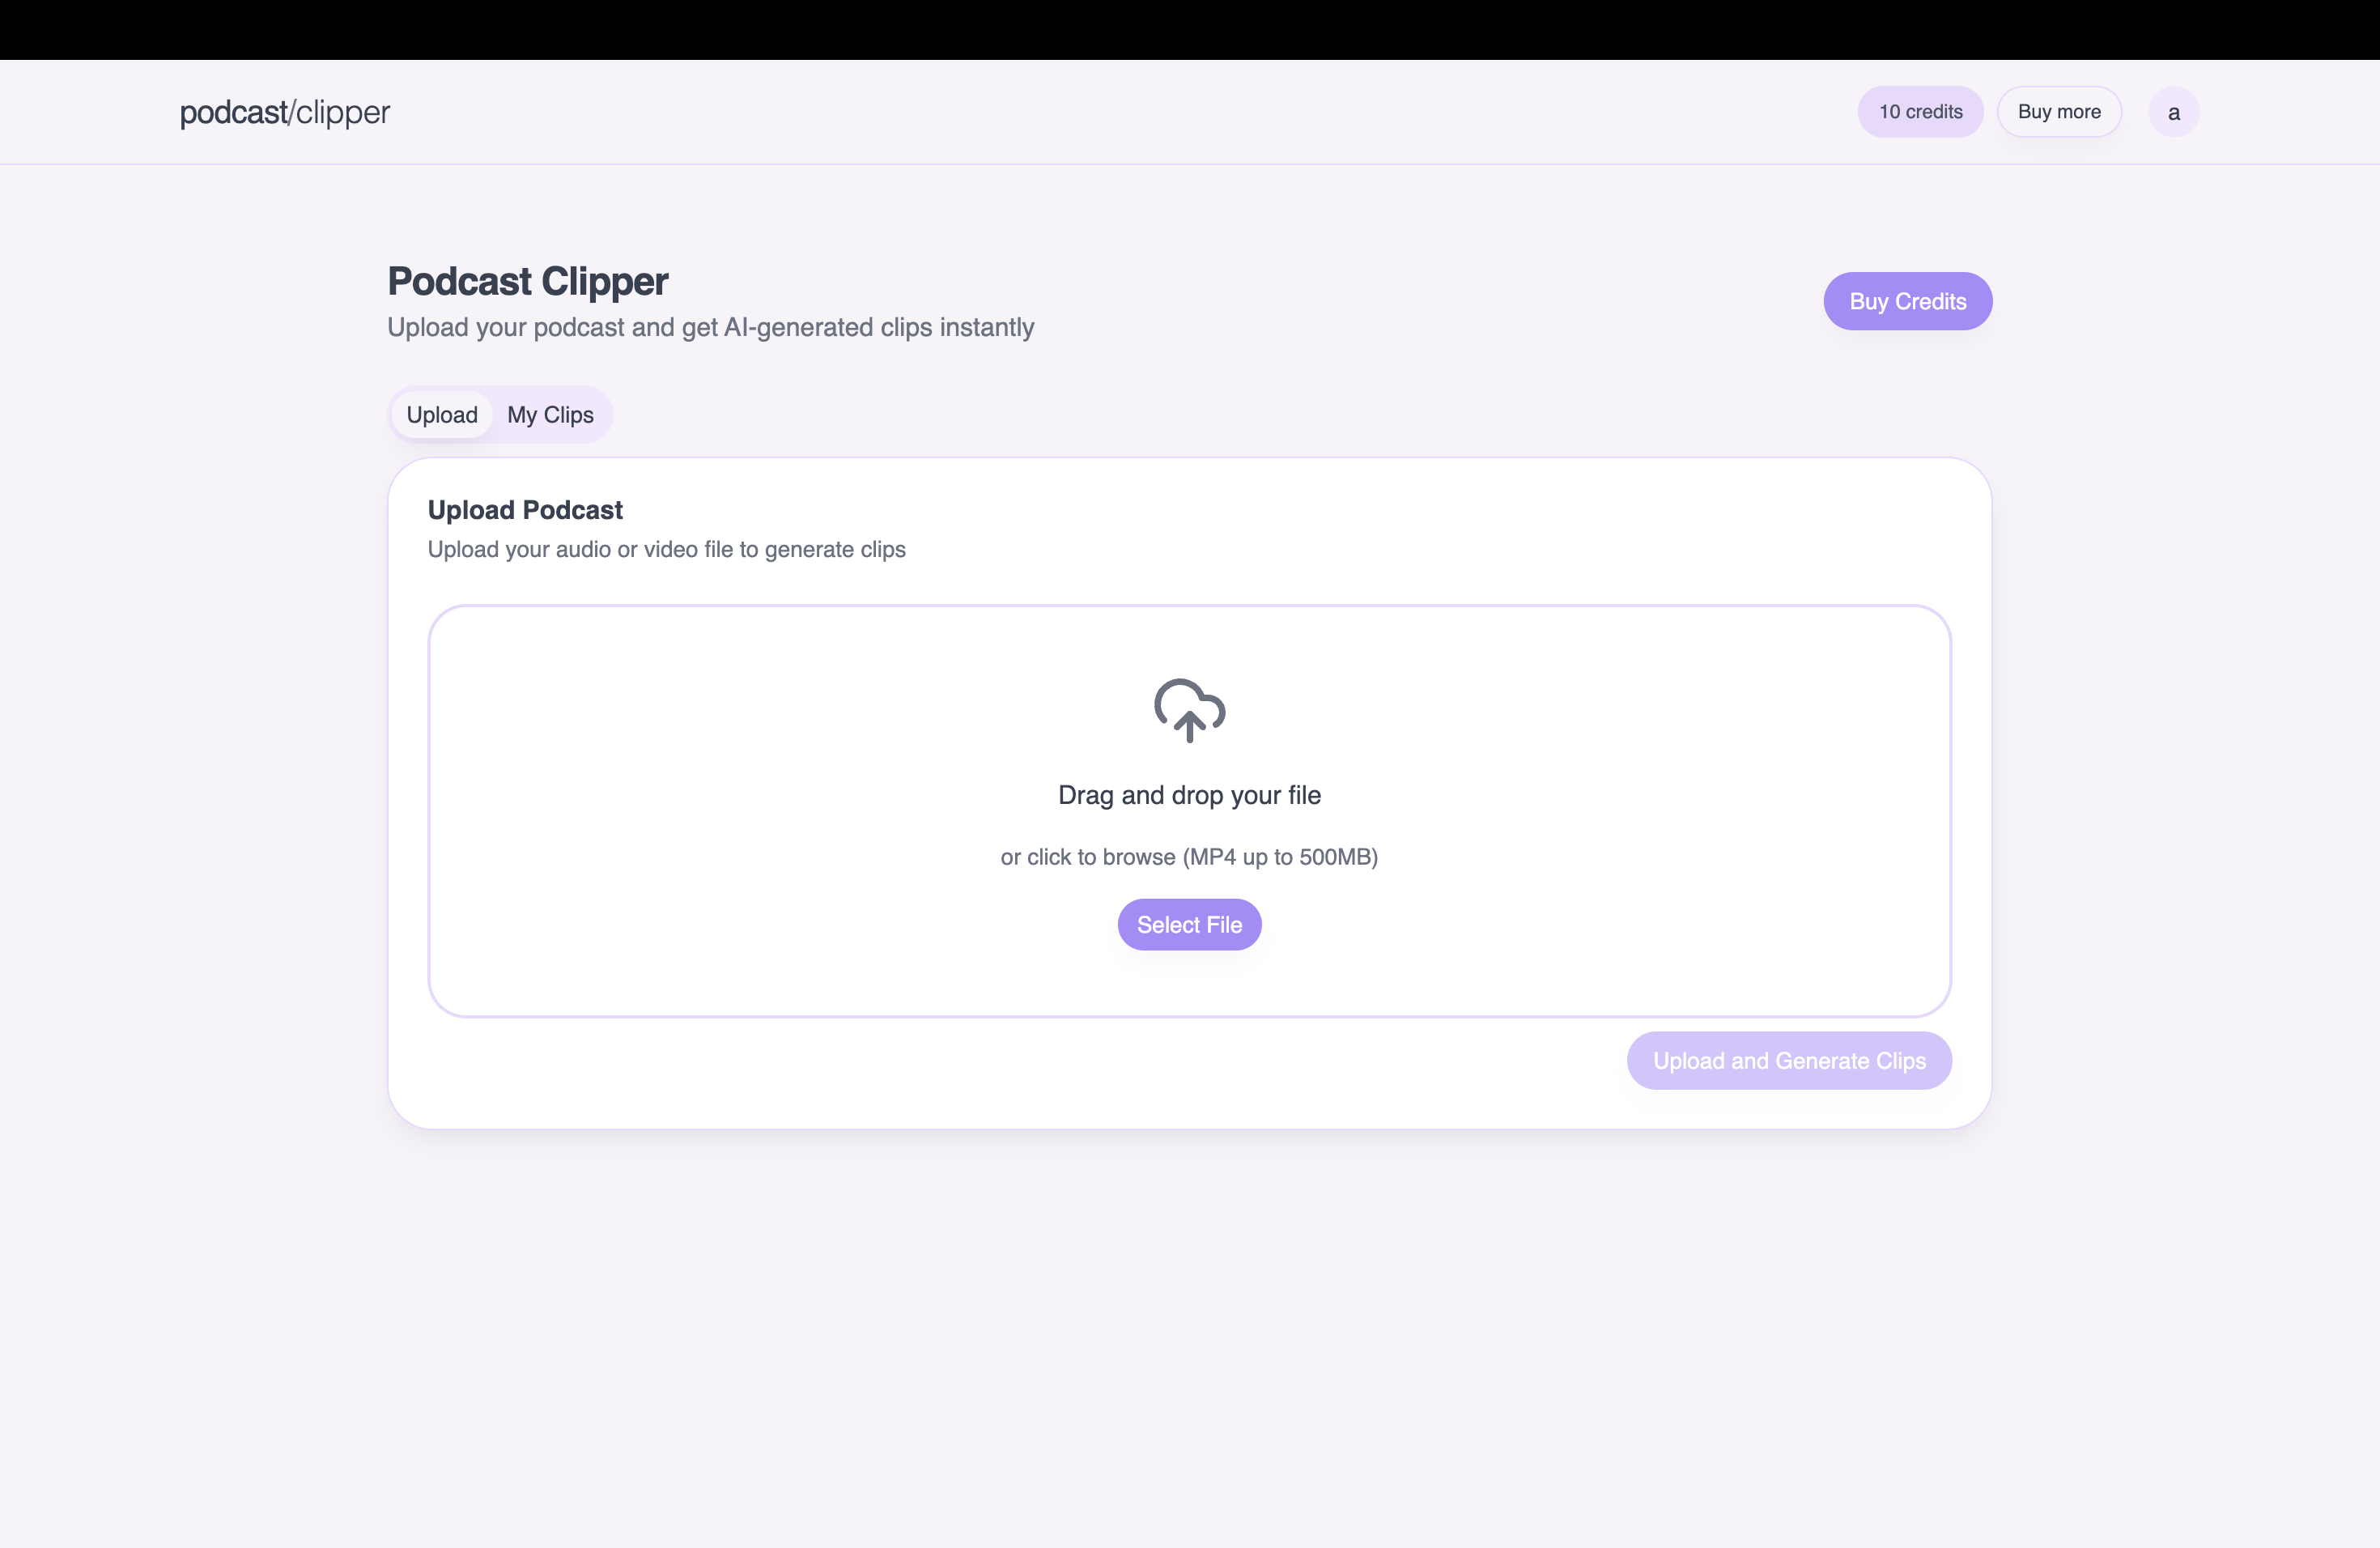 podcast/clipper
10 credits
Buy more
a
Podcast Clipper
Upload your podcast and get AI-generated clips instantly
Buy Credits
Upload
My Clips
Upload Podcast
Upload your audio or video file to generate clips
Drag and drop your file
or click to browse (MP4 up to 500MB)
Select File
Upload and Generate Clips